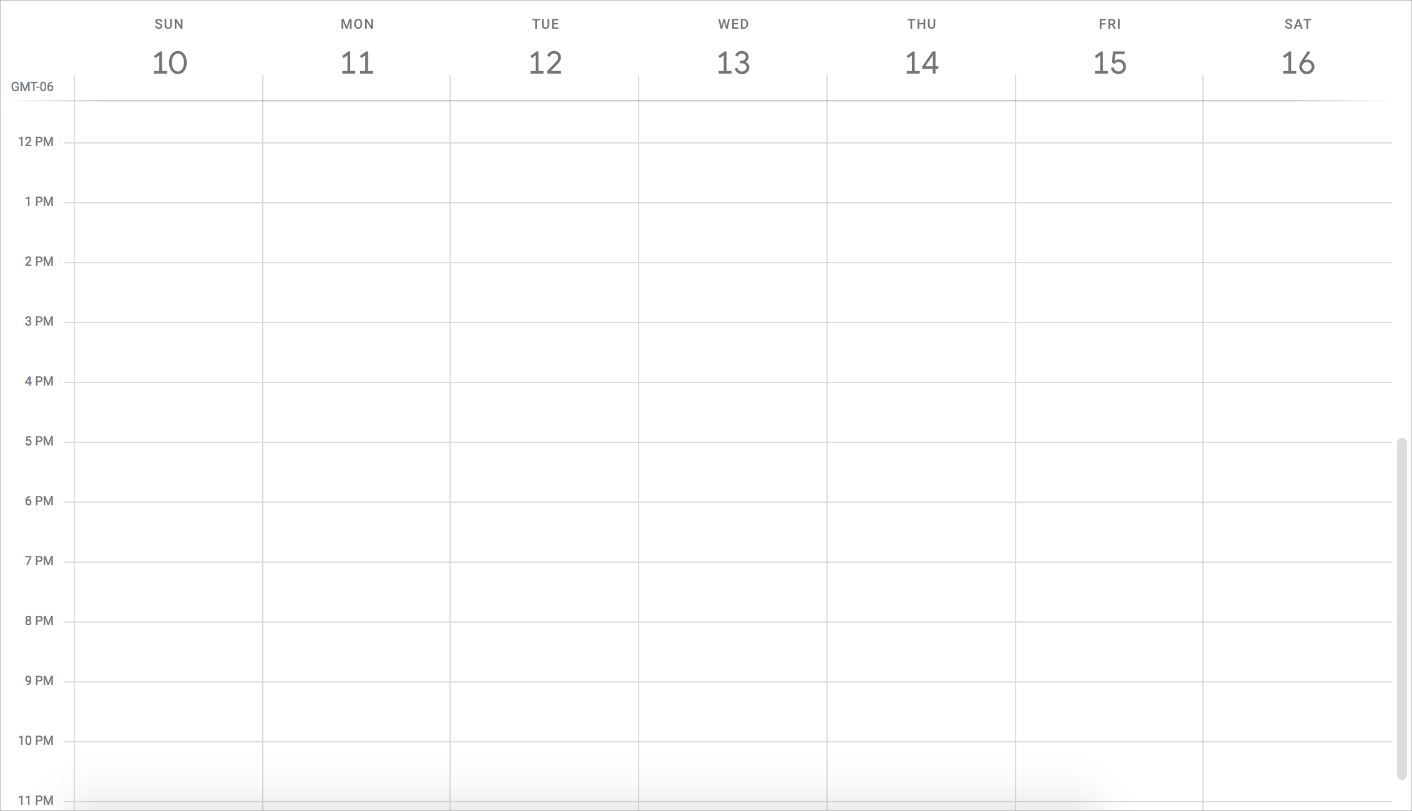 SUN MON TUE WED THU FRI SAT
10 11 12 13 14 15 16
GMT-06
12 PM
1 PM
2 PM
3 PM
4 PM
5 PM
6 PM
7 PM
8 PM
9 PM
10 PM
11 PM